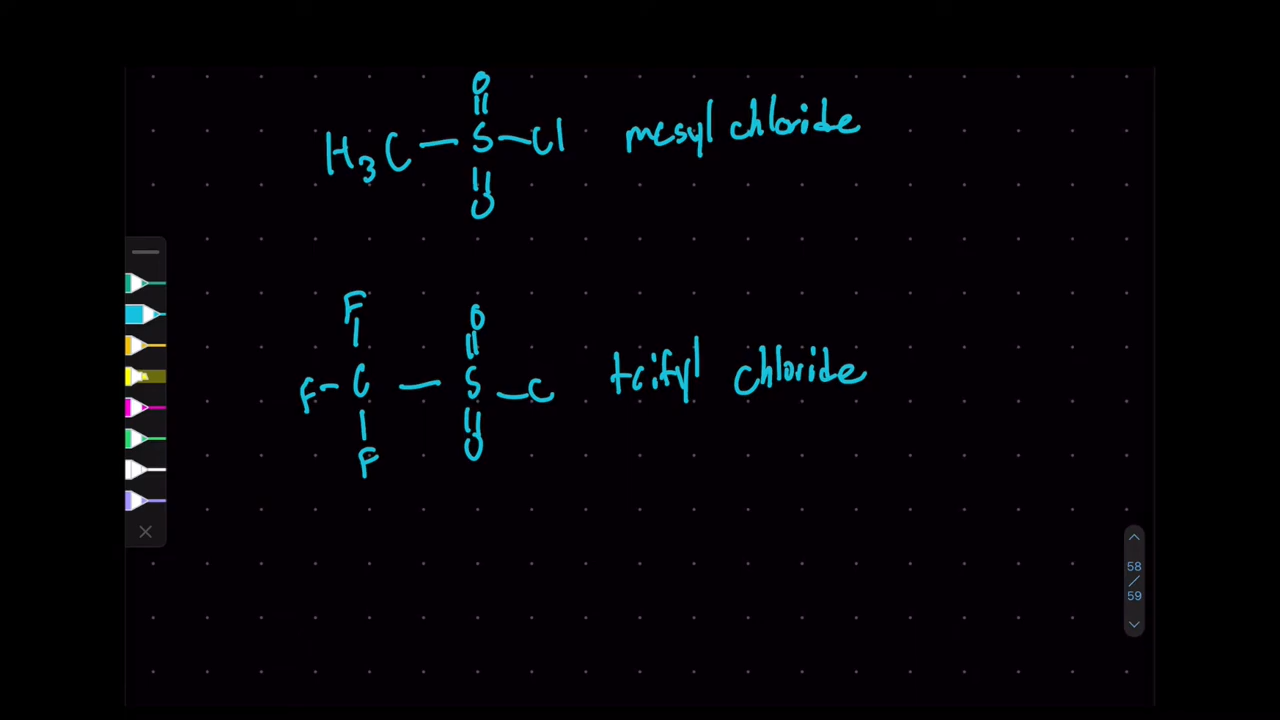 O
H3C — S — Cl mesyl chloride
O
F O
F - C — S — C trifyl chloride
F O
58
/
59